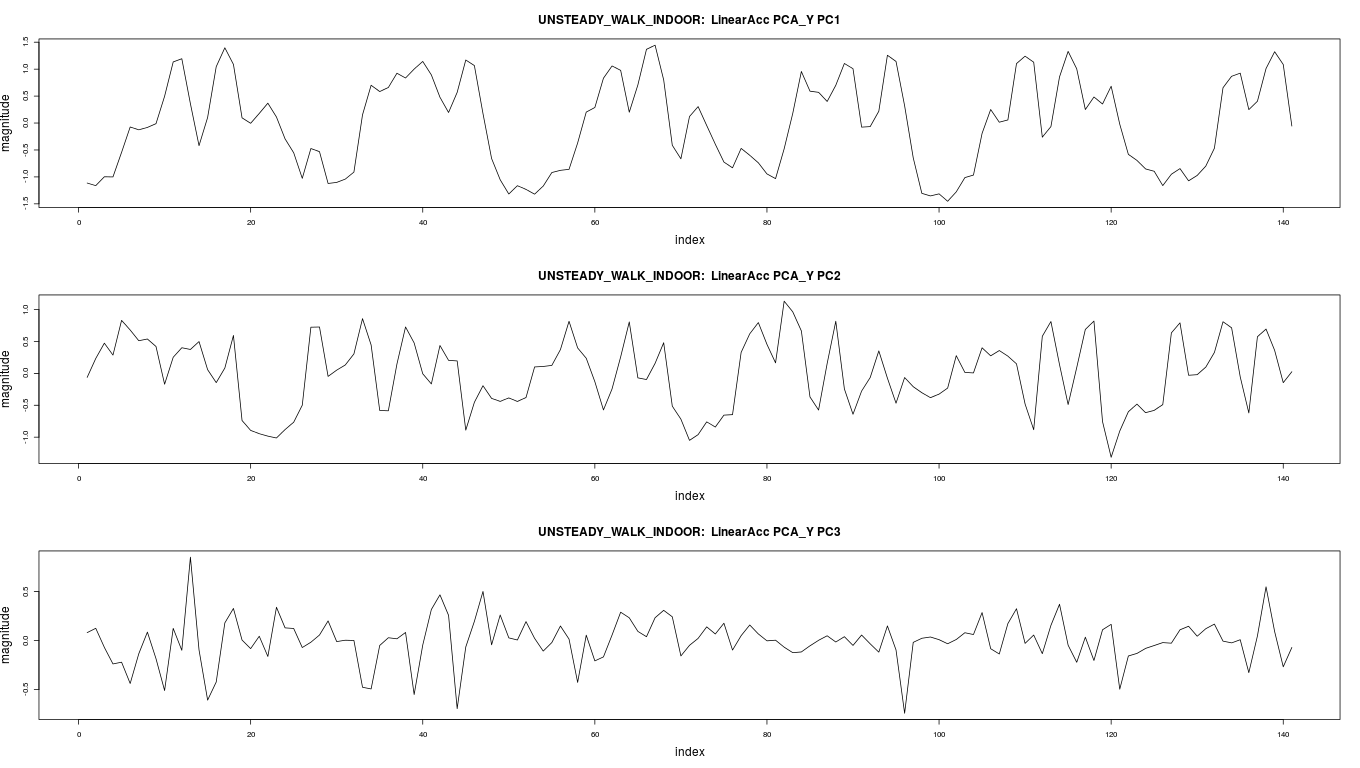 UNSTEADY_WALK_INDOOR: LinearAcc PCA_Y PC1
magnitude
1.5
1.0
0.5
0.0
-0.5
-1.0
-1.5
0 20 40 60 80 100 120 140
index
UNSTEADY_WALK_INDOOR: LinearAcc PCA_Y PC2
magnitude
1.0
0.5
0.0
-0.5
-1.0
0 20 40 60 80 100 120 140
index
UNSTEADY_WALK_INDOOR: LinearAcc PCA_Y PC3
magnitude
0.5
0.0
-0.5
0 20 40 60 80 100 120 140
index